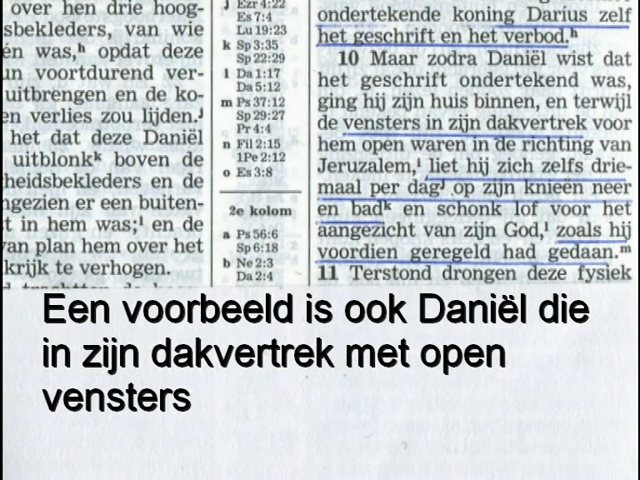 over hen drie hoog-
sbekleders, van wie
én was,ʰ opdat deze
un voortdurend ver-
uitbrengen en de ko-
en verlies zou lijden.ʲ
het dat deze Daniël
uitblonkᵏ boven de
heidsbekleders en de
ngezien er een buiten-
t in hem was;ˡ en de
van plan hem over het
krijk te verhogen.
j Ezr 4:22
Es 7:4
Lu 19:23
k Sp 3:35
Sp 22:29
l Da 1:17
Da 5:12
m Ps 37:12
Sp 29:27
Pr 4:4
n Fil 2:15
1Pe 2:12
o Es 3:8
2e kolom
a Ps 56:6
Sp 6:18
b Ne 2:3
Da 2:4
ondertekende koning Darius zelf
het geschrift en het verbod.ʰ
10 Maar zodra Daniël wist dat
het geschrift ondertekend was,
ging hij zijn huis binnen, en terwijl
de vensters in zijn dakvertrek voor
hem open waren in de richting van
Jeruzalem,ⁱ liet hij zich zelfs drie-
maal per dagʲ op zijn knieën neer
en badᵏ en schonk lof voor het
aangezicht van zijn God,ˡ zoals hij
voordien geregeld had gedaan.ᵐ
11 Terstond drongen deze fysiek
Een voorbeeld is ook Daniël die
in zijn dakvertrek met open
vensters